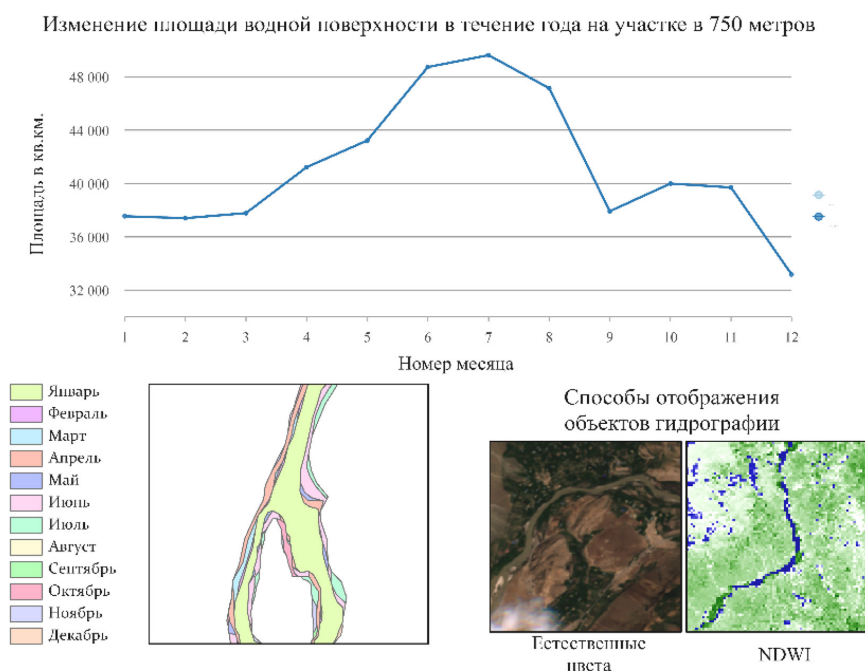 Изменение площади водной поверхности в течение года на участке в 750 метров
Площадь в кв.км.
48 000
44 000
40 000
36 000
32 000
1 2 3 4 5 6 7 8 9 10 11 12
Номер месяца
Январь
Февраль
Март
Апрель
Май
Июнь
Июль
Август
Сентябрь
Октябрь
Ноябрь
Декабрь
Способы отображения
объектов гидрографии
Естественные
цвета
NDWI